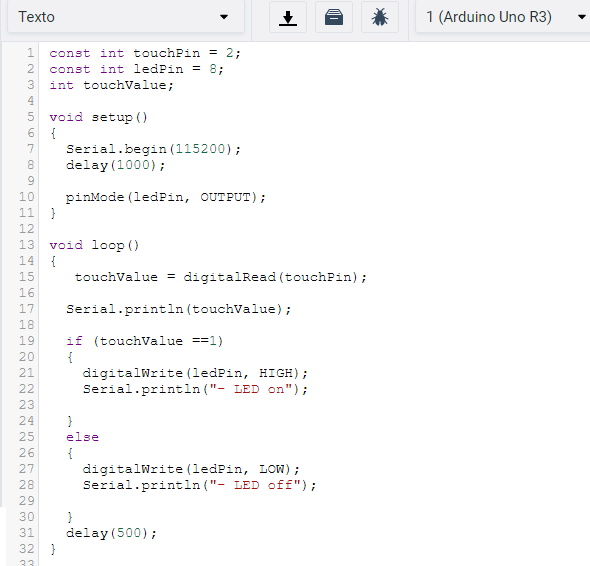 Texto
1 (Arduino Uno R3)
1 const int touchPin = 2;
2 const int ledPin = 8;
3 int touchValue;
4
5 void setup()
6 {
7   Serial.begin(115200);
8   delay(1000);
9
10   pinMode(ledPin, OUTPUT);
11 }
12
13 void loop()
14 {
15    touchValue = digitalRead(touchPin);
16
17   Serial.println(touchValue);
18
19   if (touchValue ==1)
20   {
21     digitalWrite(ledPin, HIGH);
22     Serial.println("- LED on");
23
24   }
25   else
26   {
27     digitalWrite(ledPin, LOW);
28     Serial.println("- LED off");
29
30   }
31   delay(500);
32 }
33